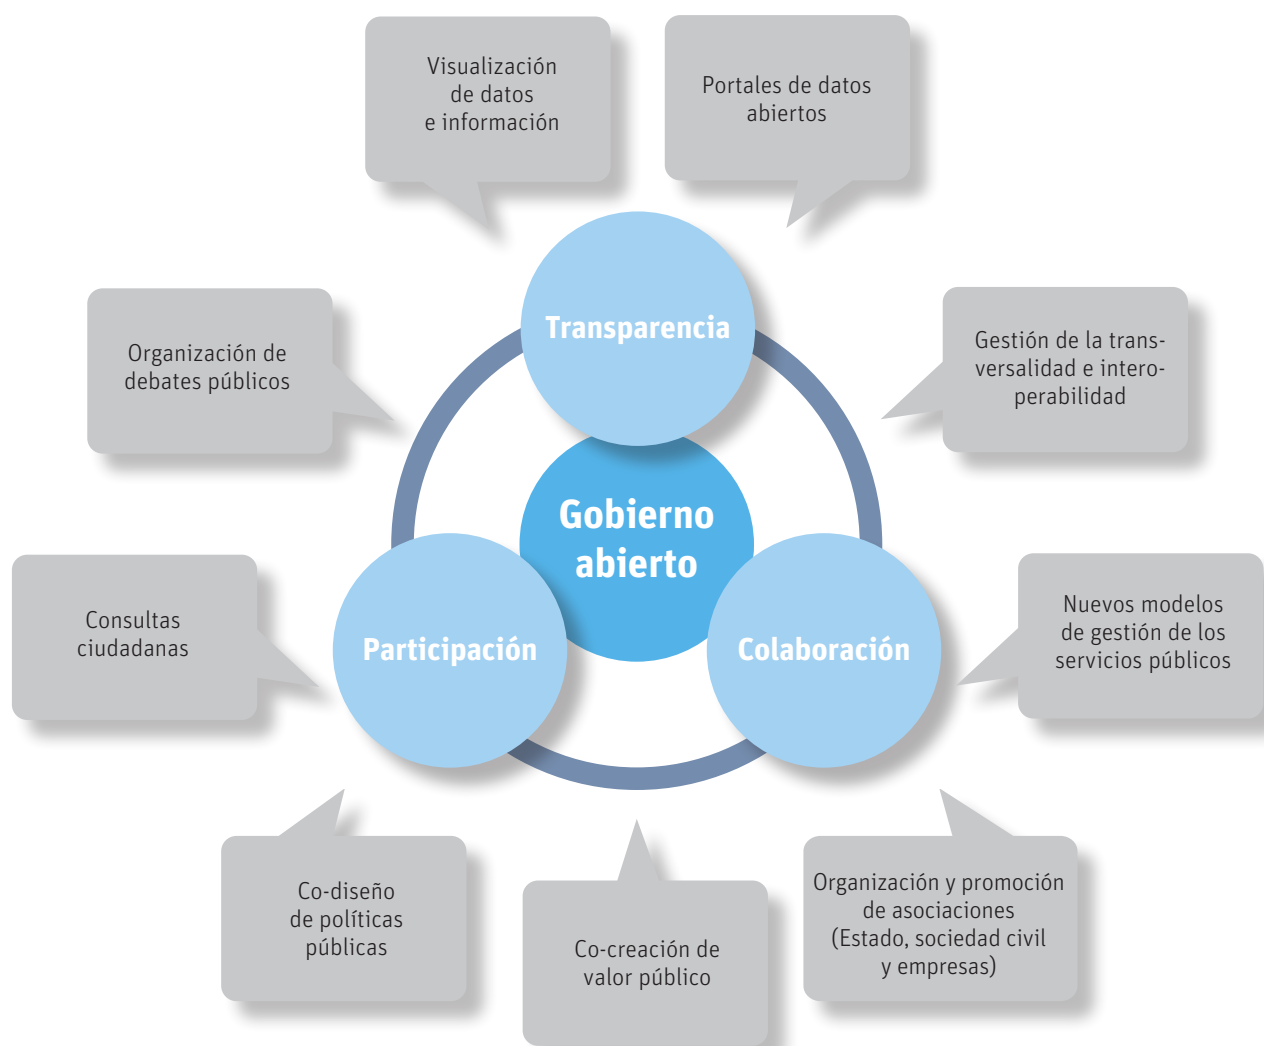 Visualización
de datos
e información
Portales de datos
abiertos
Transparencia
Organización de
debates públicos
Gestión de la trans-
versalidad e intero-
perabilidad
Gobierno
abierto
Consultas
ciudadanas
Participación
Colaboración
Nuevos modelos
de gestión de los
servicios públicos
Co-diseño
de políticas
públicas
Co-creación de
valor público
Organización y promoción
de asociaciones
(Estado, sociedad civil
y empresas)